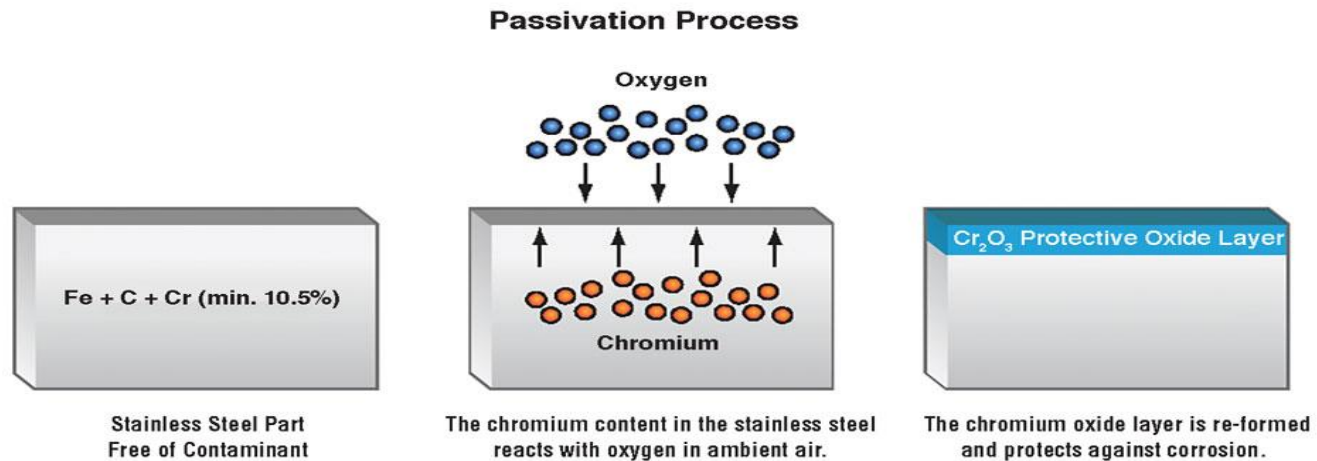 Passivation Process
Oxygen
Fe + C + Cr (min. 10.5%)
Chromium
Cr₂O₃ Protective Oxide Layer
Stainless Steel Part
Free of Contaminant
The chromium content in the stainless steel
reacts with oxygen in ambient air.
The chromium oxide layer is re-formed
and protects against corrosion.